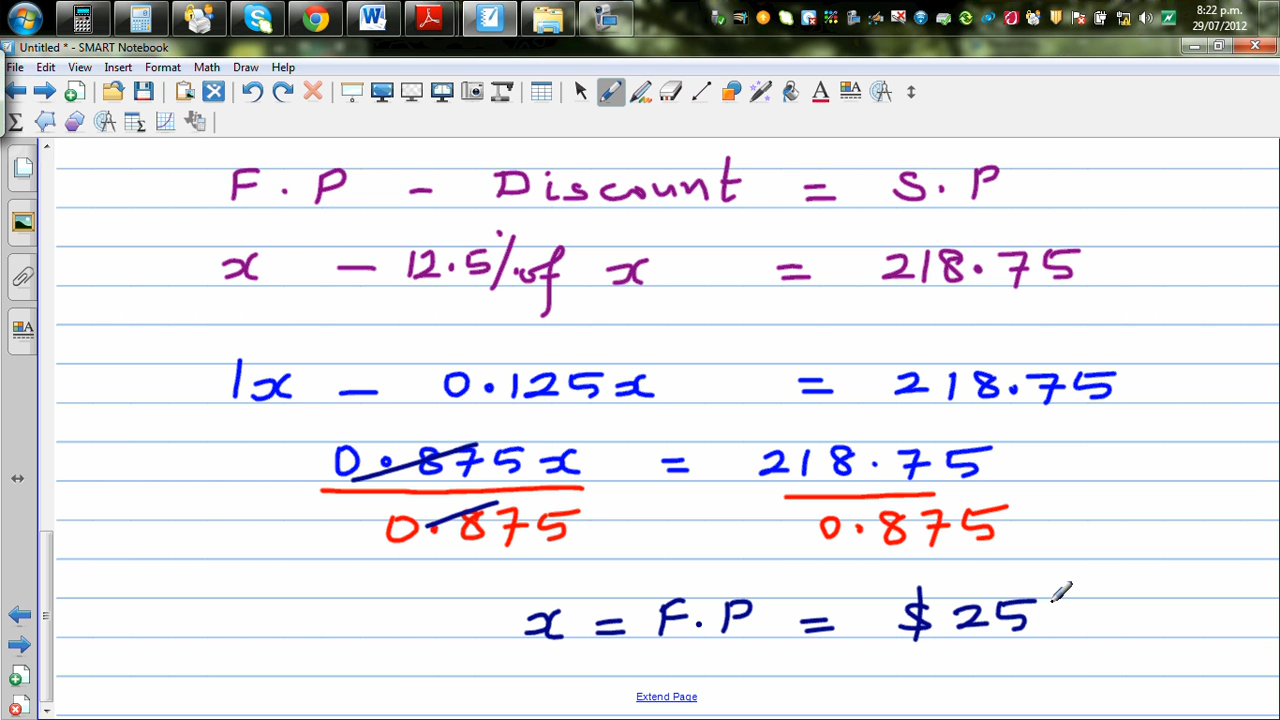 8:22 p.m.
29/07/2012
Untitled * - SMART Notebook
File Edit View Insert Format Math Draw Help
F.P - Discount = S.P
x - 12.5% of x = 218.75
1x - 0.125x = 218.75
0.875x = 218.75
0.875 0.875
x = F.P = $25
Extend Page